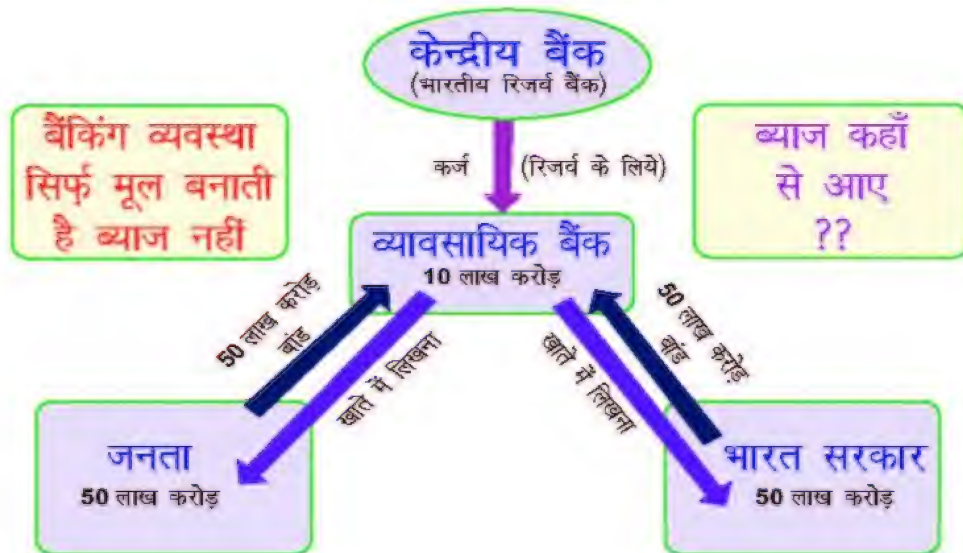 केन्द्रीय बैंक
(भारतीय रिजर्व बैंक)
बैंकिंग व्यवस्था
सिर्फ़ मूल बनाती
है ब्याज नहीं
कर्ज (रिजर्व के लिये)
ब्याज कहाँ
से आए
??
व्यावसायिक बैंक
10 लाख करोड़
50 लाख करोड़
बांड
खाते में लिखना
50 लाख करोड़
बांड
खाते में लिखना
जनता
50 लाख करोड़
भारत सरकार
50 लाख करोड़